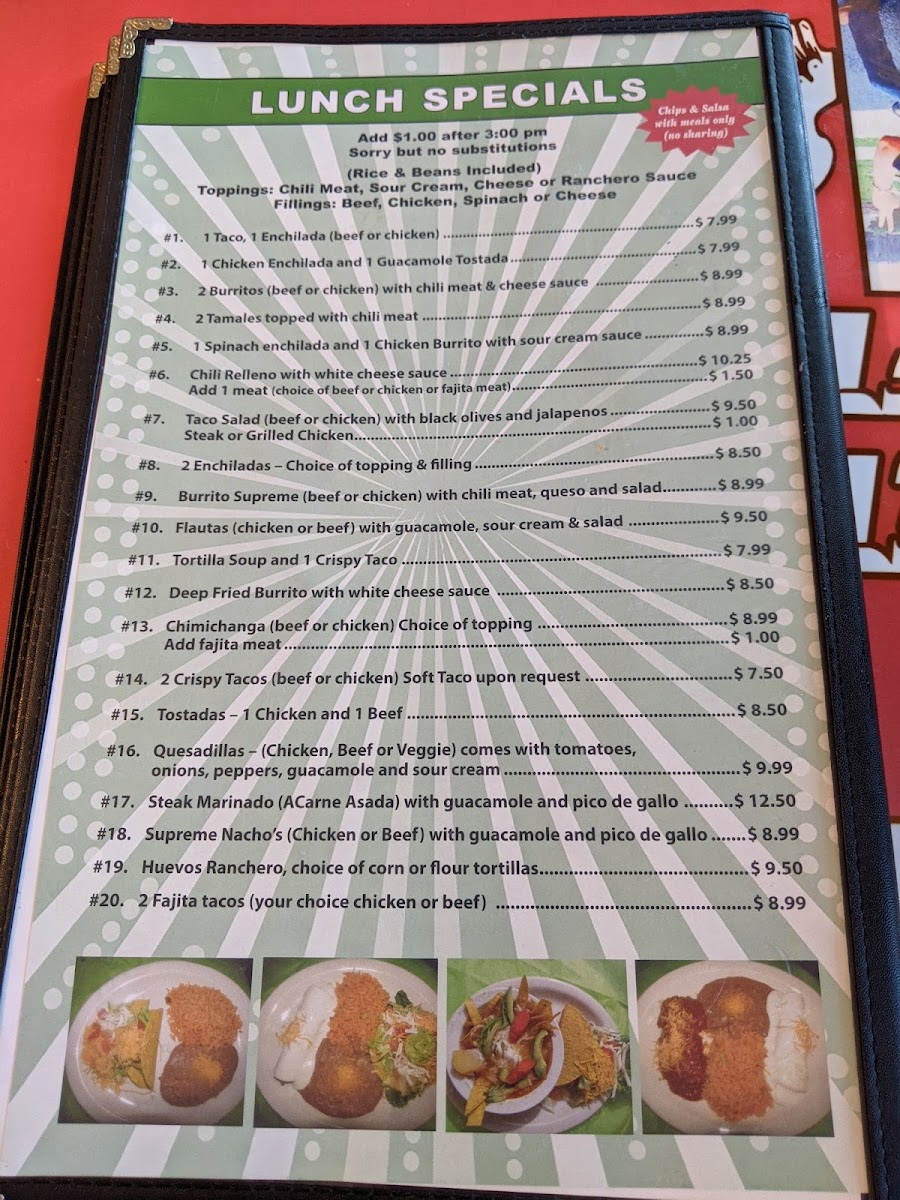 LUNCH SPECIALS
Chips & Salsa
with meals only
(no sharing)
Add $1.00 after 3:00 pm
Sorry but no substitutions
(Rice & Beans Included)
Toppings: Chili Meat, Sour Cream, Cheese or Ranchero Sauce
Fillings: Beef, Chicken, Spinach or Cheese
#1. 1 Taco, 1 Enchilada (beef or chicken) $ 7.99
#2. 1 Chicken Enchilada and 1 Guacamole Tostada $ 7.99
#3. 2 Burritos (beef or chicken) with chili meat & cheese sauce $ 8.99
#4. 2 Tamales topped with chili meat $ 8.99
#5. 1 Spinach enchilada and 1 Chicken Burrito with sour cream sauce $ 8.99
#6. Chili Relleno with white cheese sauce $ 10.25
Add 1 meat (choice of beef or chicken or fajita meat) $ 1.50
#7. Taco Salad (beef or chicken) with black olives and jalapenos $ 9.50
Steak or Grilled Chicken $ 1.00
#8. 2 Enchiladas – Choice of topping & filling $ 8.50
#9. Burrito Supreme (beef or chicken) with chili meat, queso and salad $ 8.99
#10. Flautas (chicken or beef) with guacamole, sour cream & salad $ 9.50
#11. Tortilla Soup and 1 Crispy Taco $ 7.99
#12. Deep Fried Burrito with white cheese sauce $ 8.50
#13. Chimichanga (beef or chicken) Choice of topping $ 8.99
Add fajita meat $ 1.00
#14. 2 Crispy Tacos (beef or chicken) Soft Taco upon request $ 7.50
#15. Tostadas – 1 Chicken and 1 Beef $ 8.50
#16. Quesadillas – (Chicken, Beef or Veggie) comes with tomatoes,
onions, peppers, guacamole and sour cream $ 9.99
#17. Steak Marinado (ACarne Asada) with guacamole and pico de gallo $ 12.50
#18. Supreme Nacho's (Chicken or Beef) with guacamole and pico de gallo $ 8.99
#19. Huevos Ranchero, choice of corn or flour tortillas $ 9.50
#20. 2 Fajita tacos (your choice chicken or beef) $ 8.99